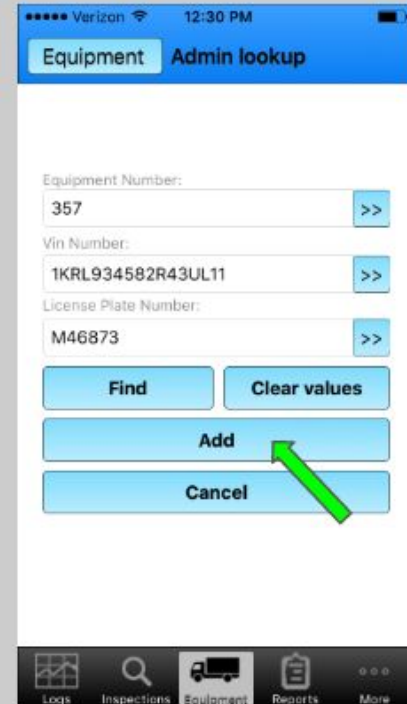 Verizon 12:30 PM
Equipment Admin lookup
Equipment Number:
357 >>
Vin Number:
1KRL934582R43UL11 >>
License Plate Number:
M46873 >>
Find Clear values
Add
Cancel
Logs Inspections Equipment Reports More